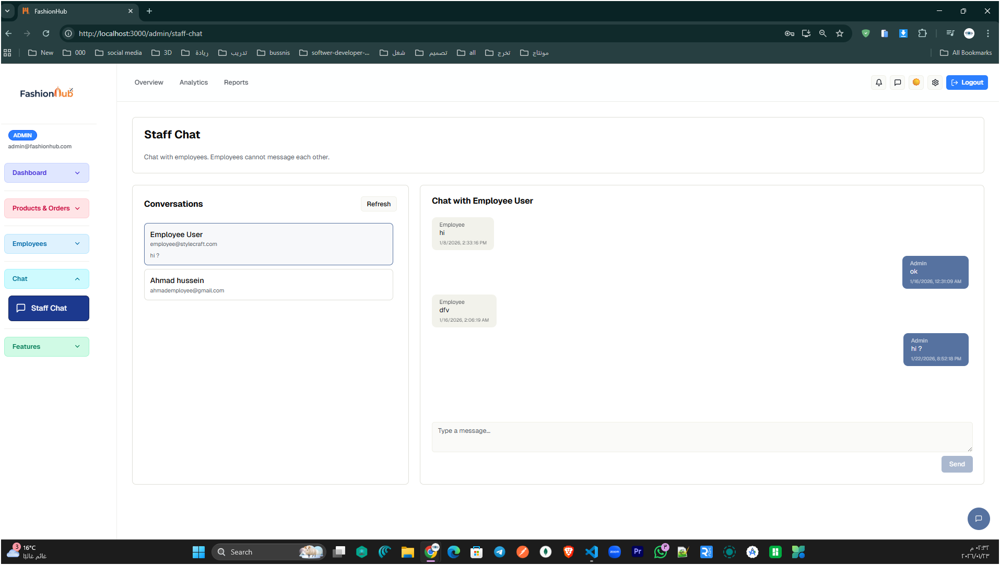 FashionHub
http://localhost:3000/admin/staff-chat
New
000
social media
3D
ريادة
تدريب
bussnis
softwer-developer-...
شغل
تصميم
all
تخرج
مونتاج
All Bookmarks
FashionHub
Overview
Analytics
Reports
Logout
ADMIN
admin@fashionhub.com
Dashboard
Products & Orders
Employees
Chat
Staff Chat
Features
Staff Chat
Chat with employees. Employees cannot message each other.
Conversations
Refresh
Employee User
employee@stylecraft.com
hi ?
Ahmad hussein
ahmademployee@gmail.com
Chat with Employee User
Employee
hi
1/8/2026, 2:33:16 PM
Admin
ok
1/16/2026, 12:31:09 AM
Employee
dfv
1/16/2026, 2:06:19 AM
Admin
hi ?
1/22/2026, 8:52:18 PM
Type a message...
Send
3
16°C
غائم غالبًا
Search
zoom
Pr
٣
٠٢:٣٢ م
٢٠٢٦/٠١/٢٣